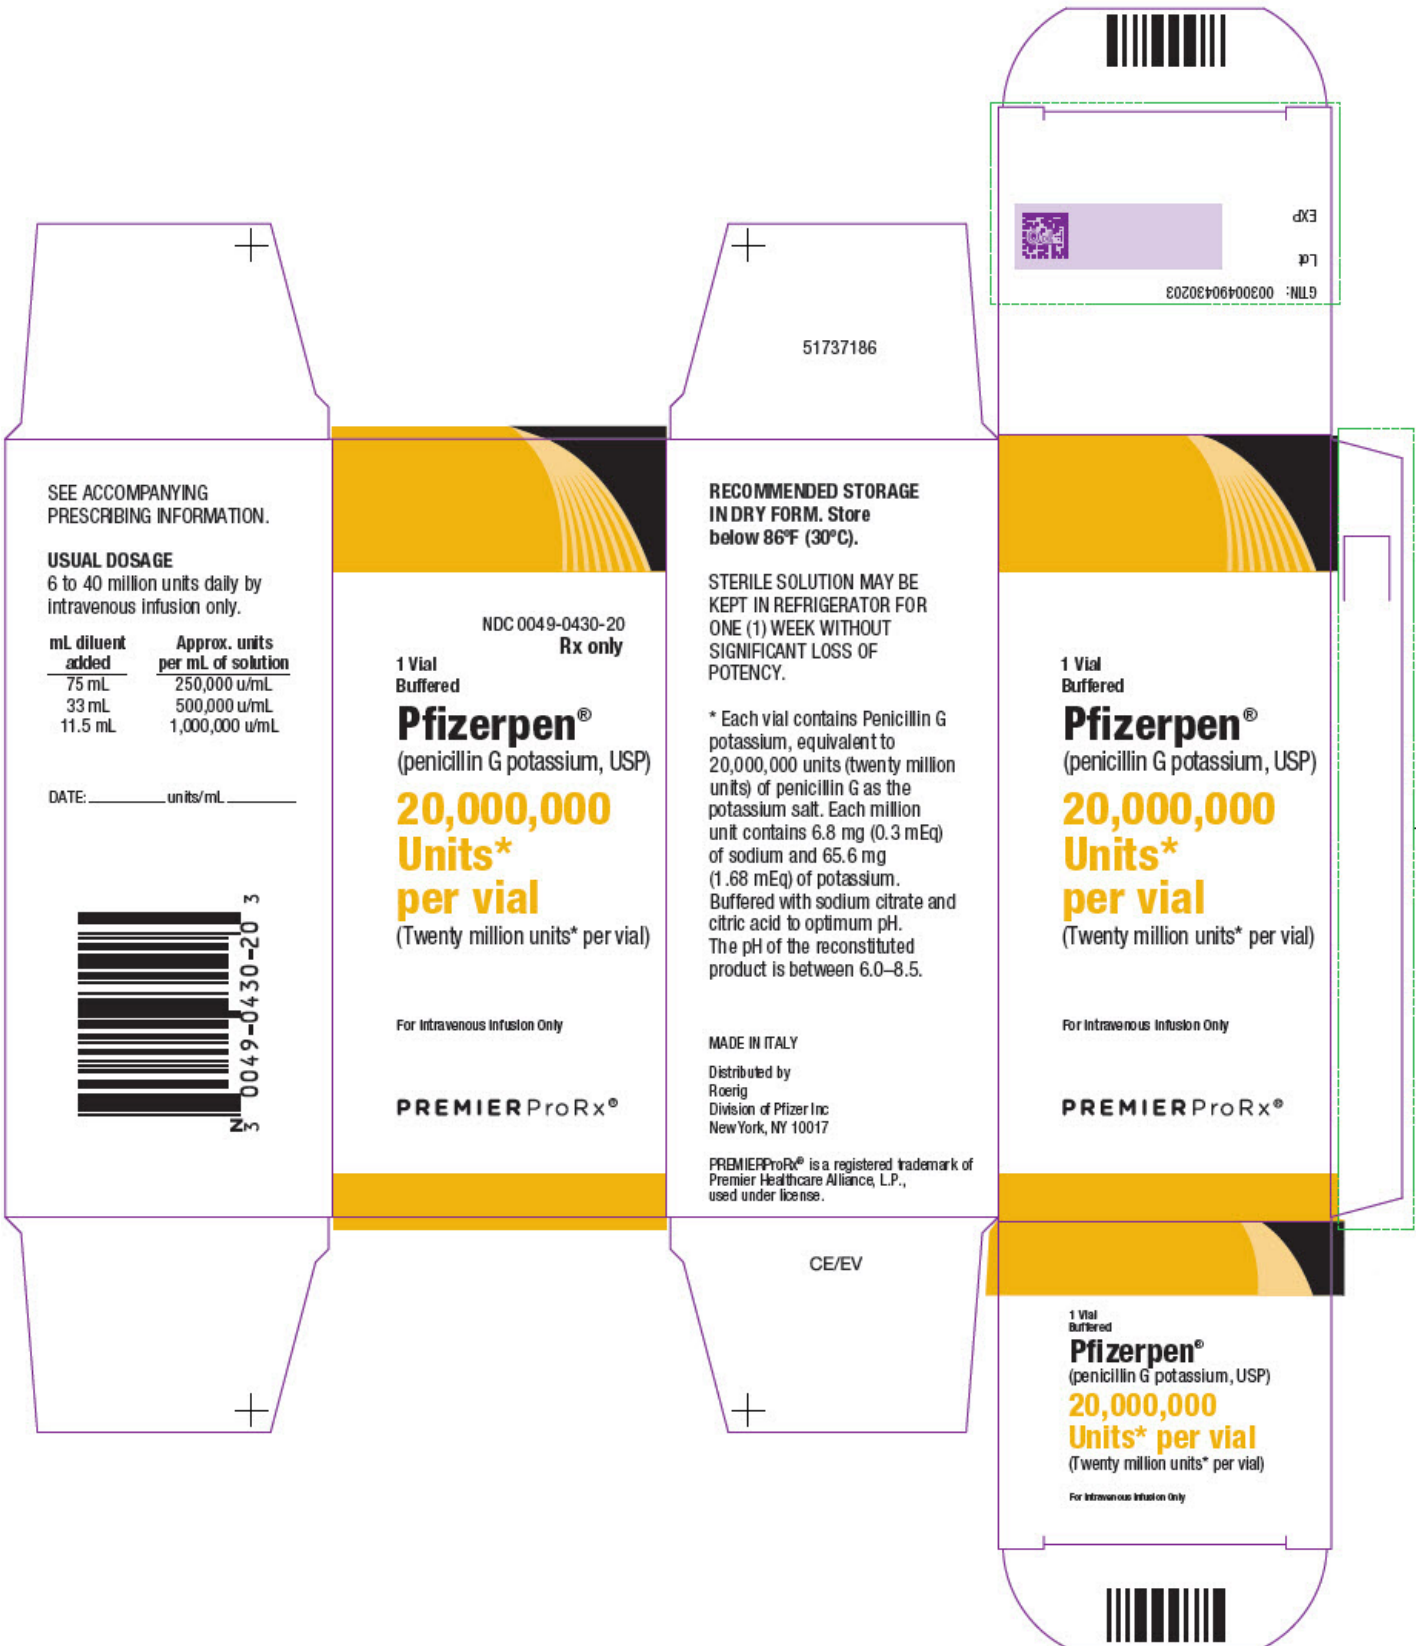 EXP
Lot
GTIN: 00300490430203
51737186
SEE ACCOMPANYING
PRESCRIBING INFORMATION.
USUAL DOSAGE
6 to 40 million units daily by
intravenous infusion only.
mL diluent added Approx. units per mL of solution
75 mL 250,000 u/mL
33 mL 500,000 u/mL
11.5 mL 1,000,000 u/mL
DATE: ________ units/mL ________
N
3 0049-0430-20 3
NDC 0049-0430-20
Rx only
1 Vial
Buffered
Pfizerpen®
(penicillin G potassium, USP)
20,000,000
Units*
per vial
(Twenty million units* per vial)
For Intravenous Infusion Only
PREMIERProRx®
RECOMMENDED STORAGE
IN DRY FORM. Store
below 86ºF (30ºC).
STERILE SOLUTION MAY BE
KEPT IN REFRIGERATOR FOR
ONE (1) WEEK WITHOUT
SIGNIFICANT LOSS OF
POTENCY.
* Each vial contains Penicillin G
potassium, equivalent to
20,000,000 units (twenty million
units) of penicillin G as the
potassium salt. Each million
unit contains 6.8 mg (0.3 mEq)
of sodium and 65.6 mg
(1.68 mEq) of potassium.
Buffered with sodium citrate and
citric acid to optimum pH.
The pH of the reconstituted
product is between 6.0–8.5.
MADE IN ITALY
Distributed by
Roerig
Division of Pfizer Inc
New York, NY 10017
PREMIERProRx® is a registered trademark of
Premier Healthcare Alliance, L.P.,
used under license.
CE/EV
1 Vial
Buffered
Pfizerpen®
(penicillin G potassium, USP)
20,000,000
Units*
per vial
(Twenty million units* per vial)
For Intravenous Infusion Only
PREMIERProRx®
1 Vial
Buffered
Pfizerpen®
(penicillin G potassium, USP)
20,000,000
Units* per vial
(Twenty million units* per vial)
For Intravenous Infusion Only